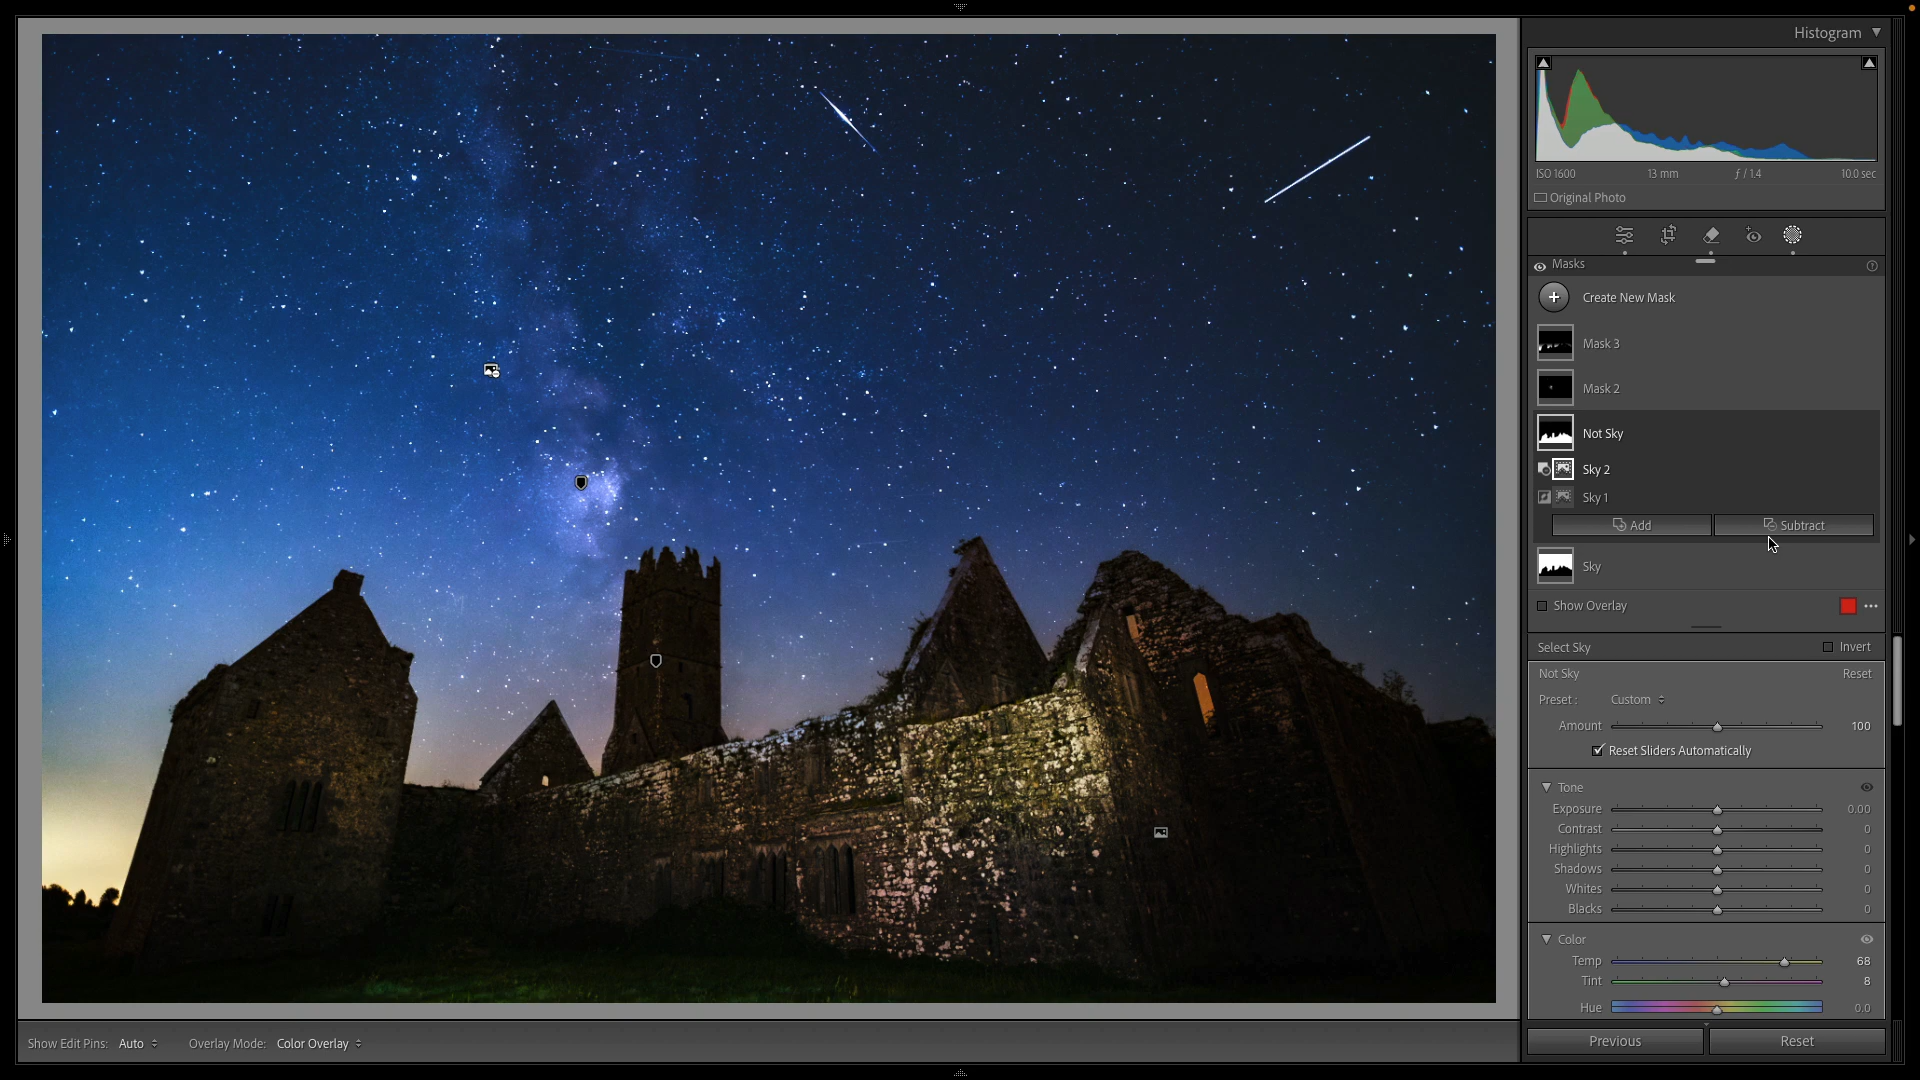 Histogram
ISO 1600 13 mm ƒ / 1.4 10.0 sec
Original Photo
Masks
Create New Mask
Mask 3
Mask 2
Not Sky
Sky 2
Sky 1
Add Subtract
Sky
Show Overlay
Select Sky Invert
Not Sky Reset
Preset : Custom
Amount 100
Reset Sliders Automatically
Tone
Exposure 0.00
Contrast 0
Highlights 0
Shadows 0
Whites 0
Blacks 0
Color
Temp 68
Tint 8
Hue 0.0
Show Edit Pins: Auto Overlay Mode: Color Overlay
Previous Reset